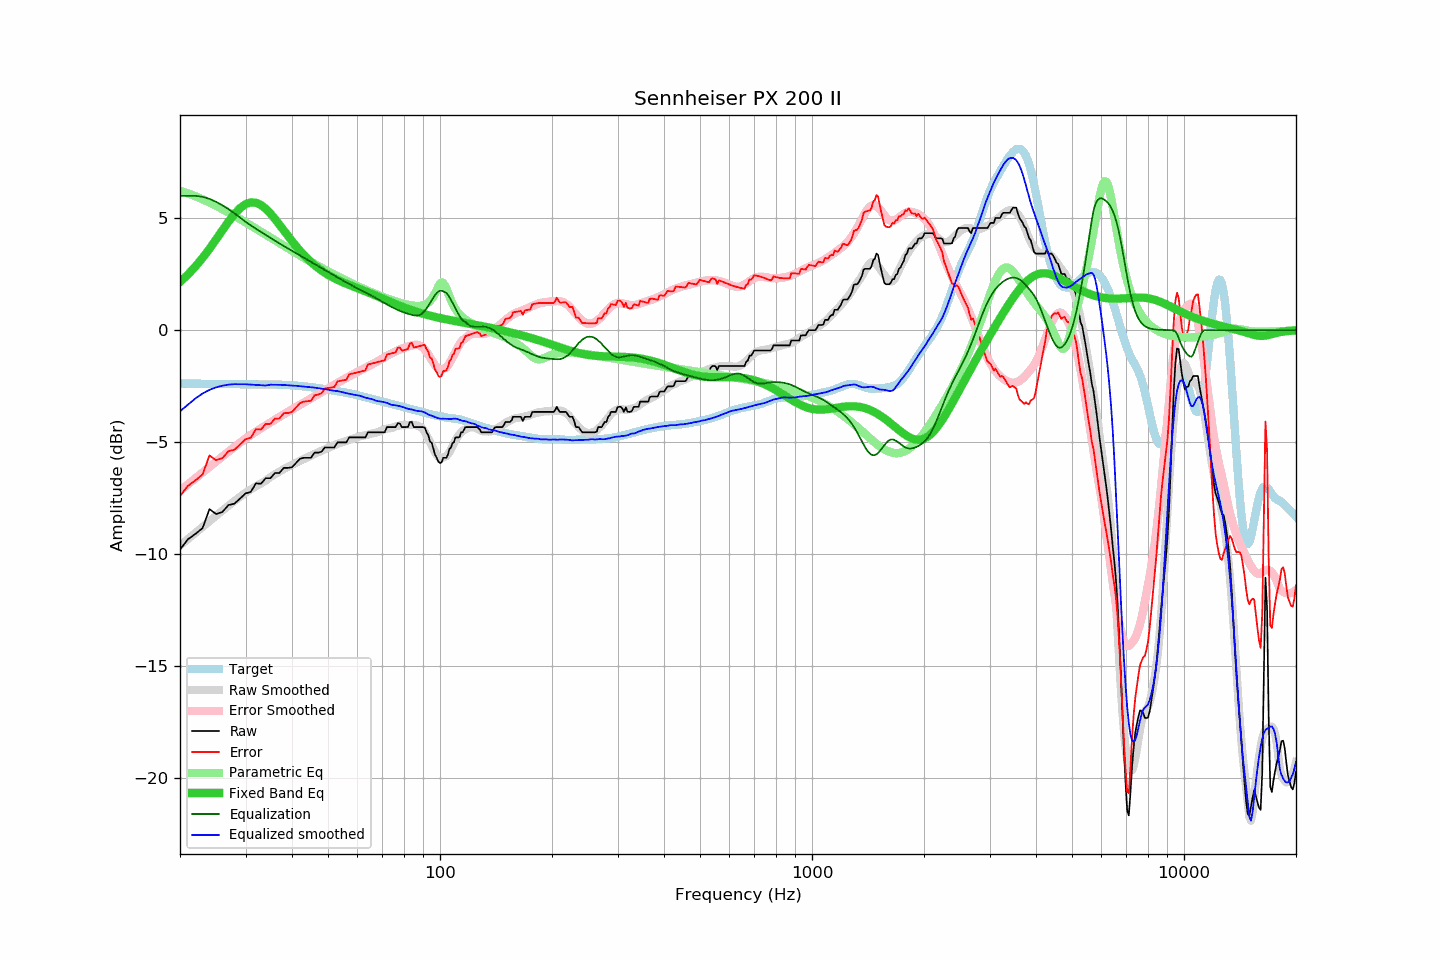 Sennheiser PX 200 II
Amplitude (dBr)
5
0
−5
−10
−15
−20
Target
Raw Smoothed
Error Smoothed
Raw
Error
Parametric Eq
Fixed Band Eq
Equalization
Equalized smoothed
100
1000
10000
Frequency (Hz)